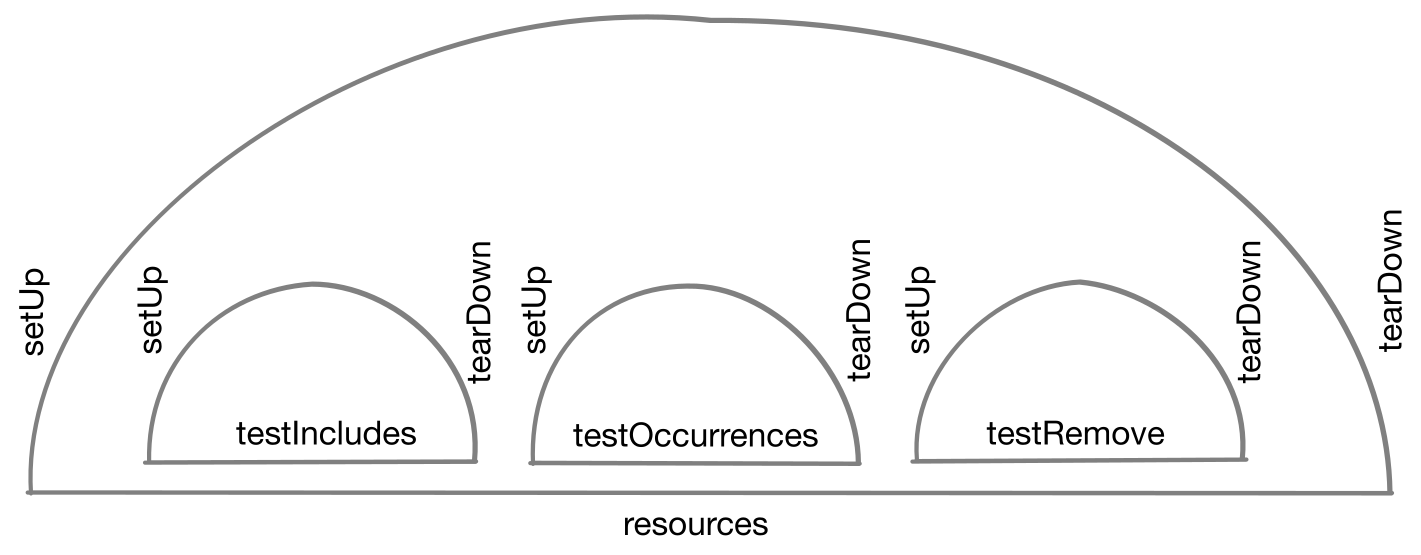 setUp
setUp
tearDown
setUp
tearDown
setUp
tearDown
tearDown
testIncludes
testOccurrences
testRemove
resources